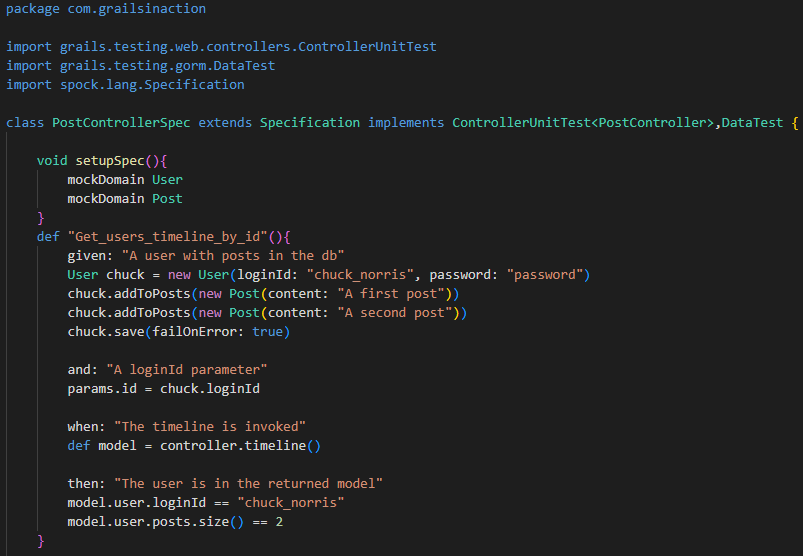 package com.grailsinaction
import grails.testing.web.controllers.ControllerUnitTest
import grails.testing.gorm.DataTest
import spock.lang.Specification
class PostControllerSpec extends Specification implements ControllerUnitTest<PostController>,DataTest {
void setupSpec(){
mockDomain User
mockDomain Post
}
def "Get_users_timeline_by_id"(){
given: "A user with posts in the db"
User chuck = new User(loginId: "chuck_norris", password: "password")
chuck.addToPosts(new Post(content: "A first post"))
chuck.addToPosts(new Post(content: "A second post"))
chuck.save(failOnError: true)
and: "A loginId parameter"
params.id = chuck.loginId
when: "The timeline is invoked"
def model = controller.timeline()
then: "The user is in the returned model"
model.user.loginId == "chuck_norris"
model.user.posts.size() == 2
}